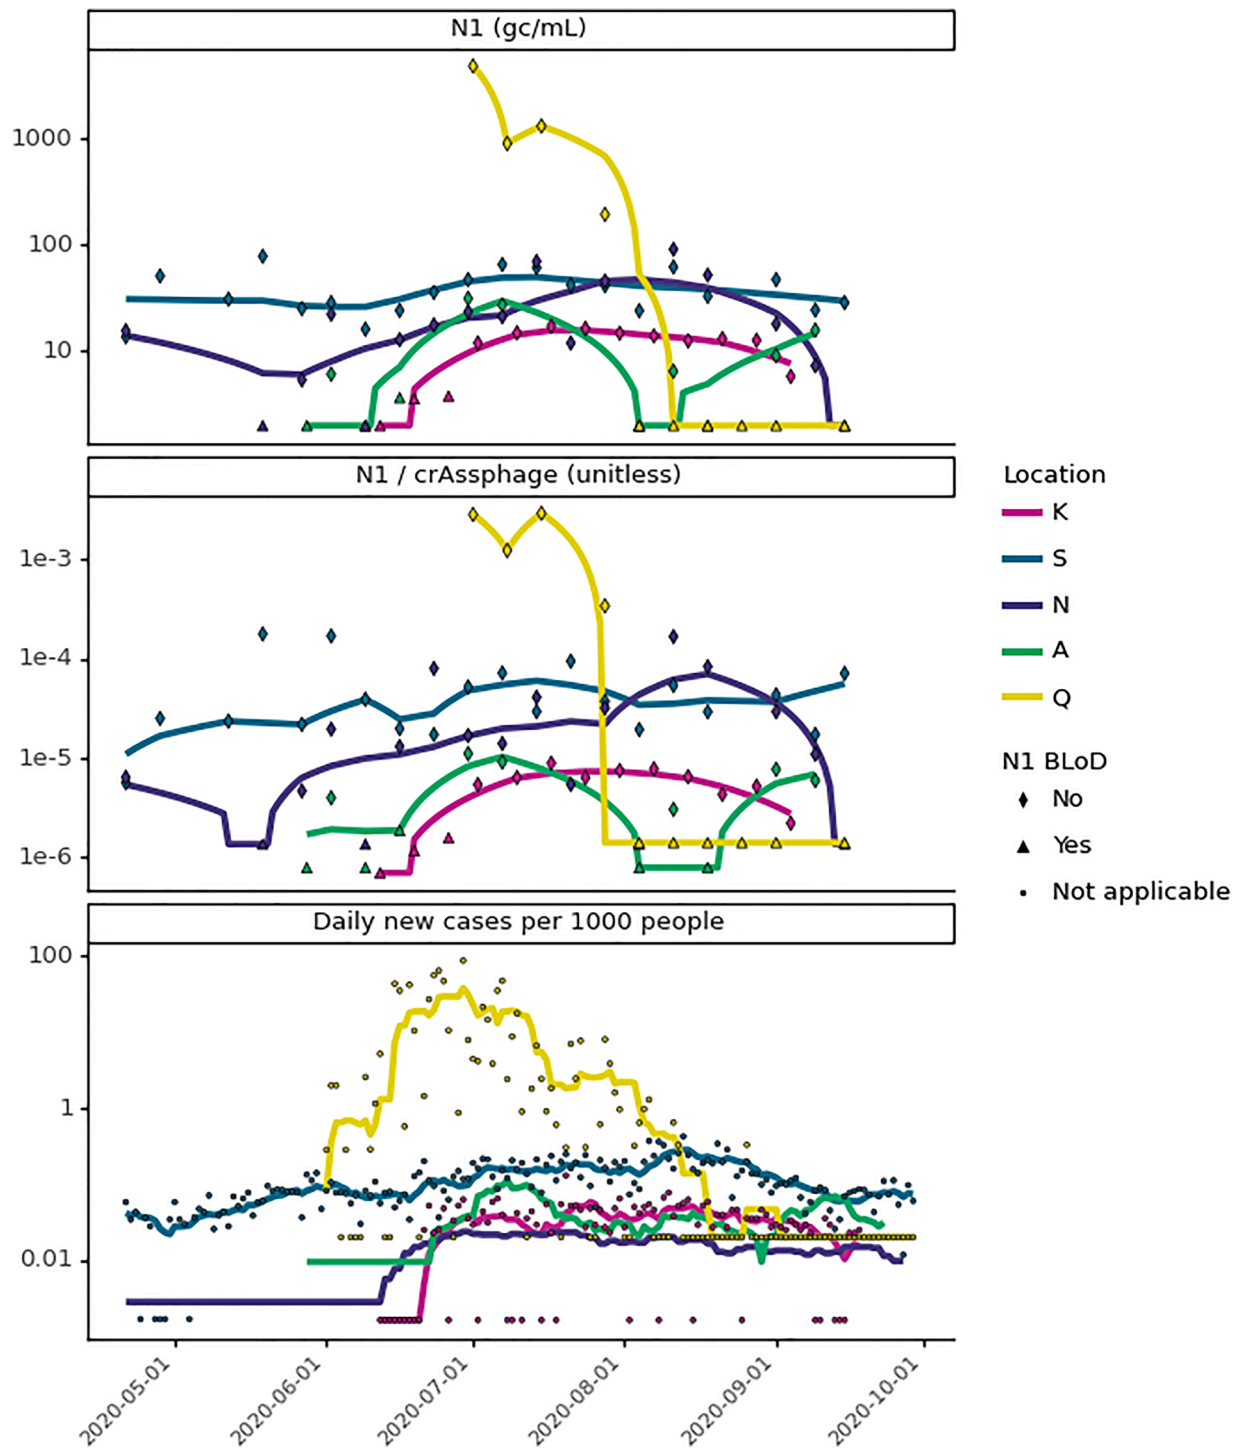 N1 (gc/mL)
1000
100
10
N1 / crAssphage (unitless)
1e-3
1e-4
1e-5
1e-6
Daily new cases per 1000 people
100
1
0.01
2020-05-01
2020-06-01
2020-07-01
2020-08-01
2020-09-01
2020-10-01
Location
K
S
N
A
Q
N1 BLoD
No
Yes
Not applicable